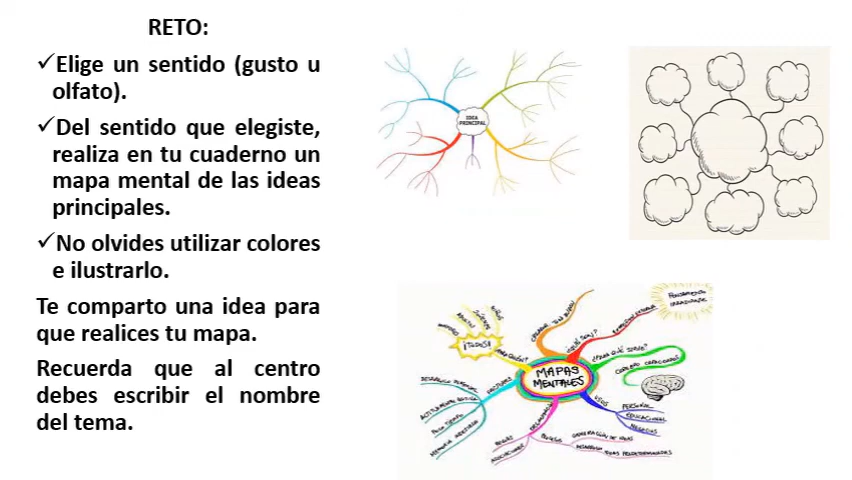 RETO:
✓Elige un sentido (gusto u
olfato).
✓Del sentido que elegiste,
realiza en tu cuaderno un
mapa mental de las ideas
principales.
✓No olvides utilizar colores
e ilustrarlo.
Te comparto una idea para
que realices tu mapa.
Recuerda que al centro
debes escribir el nombre
del tema.
IDEA
PRINCIPAL
¡TODOS!
¿QUÉ SON?
¿PARA QUÉ SIRVE?
MAPAS
MENTALES
USOS
PERSONAL
EDUCACIONAL
NEGOCIOS